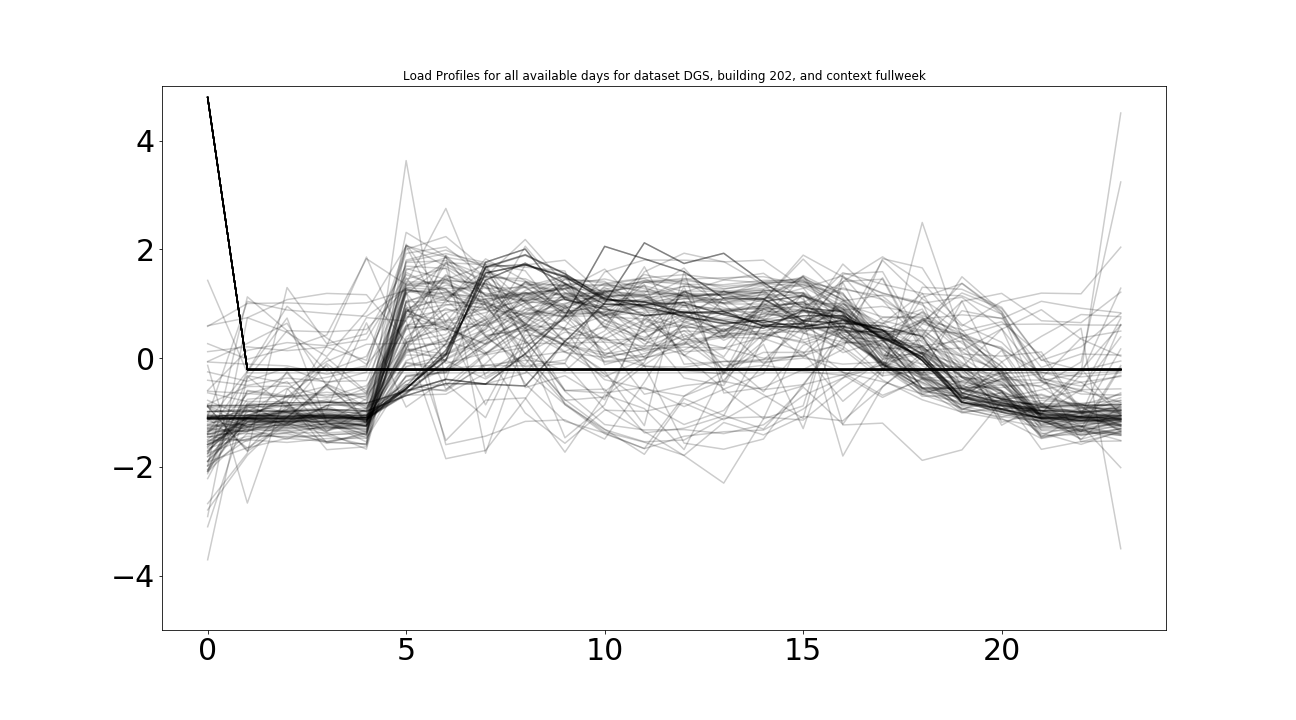 Load Profiles for all available days for dataset DGS, building 202, and context fullweek
4
2
0
−2
−4
0 5 10 15 20